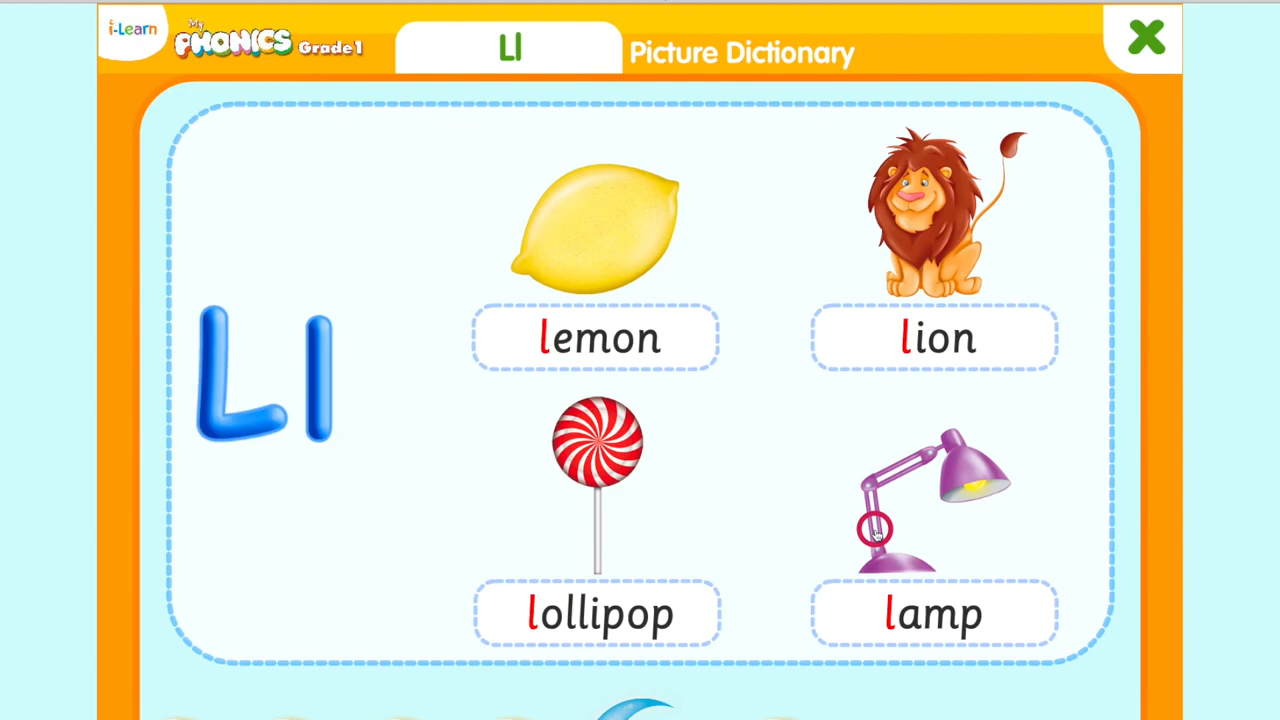 i-Learn
My
PHONICS Grade 1
Ll
Picture Dictionary
Ll
lemon
lion
lollipop
lamp